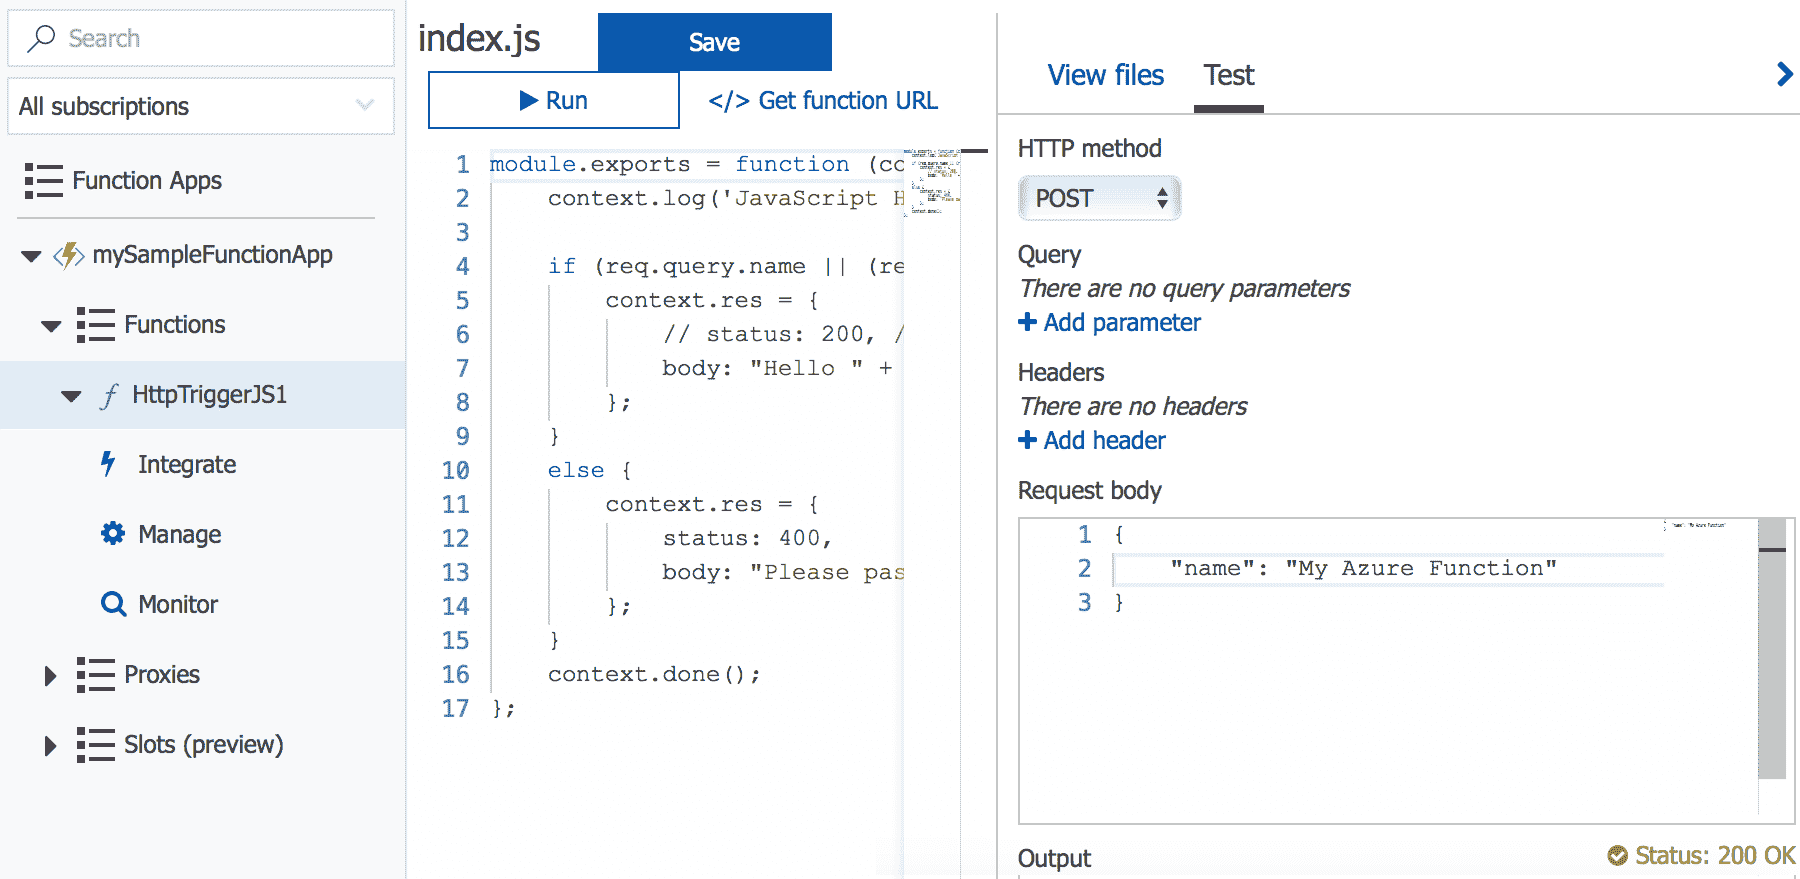 Search
All subscriptions
Function Apps
mySampleFunctionApp
Functions
HttpTriggerJS1
Integrate
Manage
Monitor
Proxies
Slots (preview)
index.js
Save
Run
</> Get function URL
1 module.exports = function (co
2 context.log('JavaScript H
3
4 if (req.query.name || (re
5 context.res = {
6 // status: 200, /
7 body: "Hello " +
8 };
9 }
10 else {
11 context.res = {
12 status: 400,
13 body: "Please pas
14 };
15 }
16 context.done();
17 };
View files
Test
HTTP method
POST
Query
There are no query parameters
+ Add parameter
Headers
There are no headers
+ Add header
Request body
1 {
2 "name": "My Azure Function"
3 }
Output
Status: 200 OK